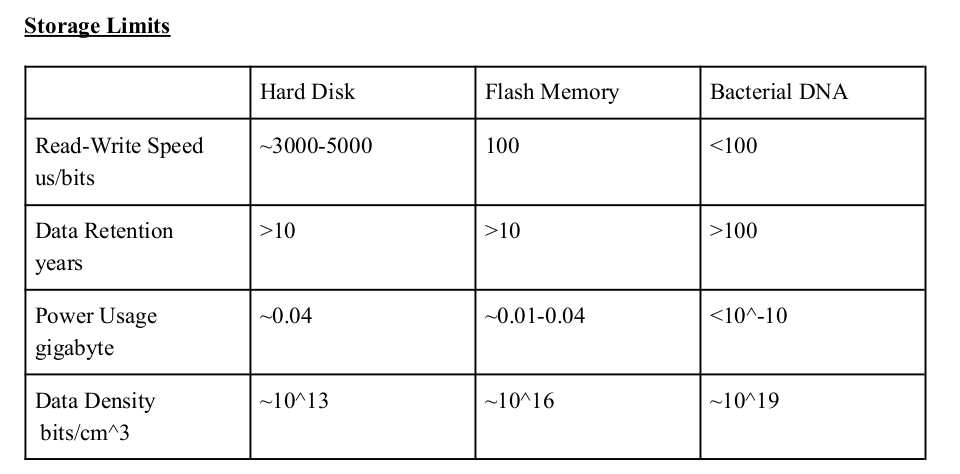 Storage Limits
Hard Disk Flash Memory Bacterial DNA
Read-Write Speed ~3000-5000 100 <100
us/bits
Data Retention >10 >10 >100
years
Power Usage ~0.04 ~0.01-0.04 <10^-10
gigabyte
Data Density ~10^13 ~10^16 ~10^19
bits/cm^3